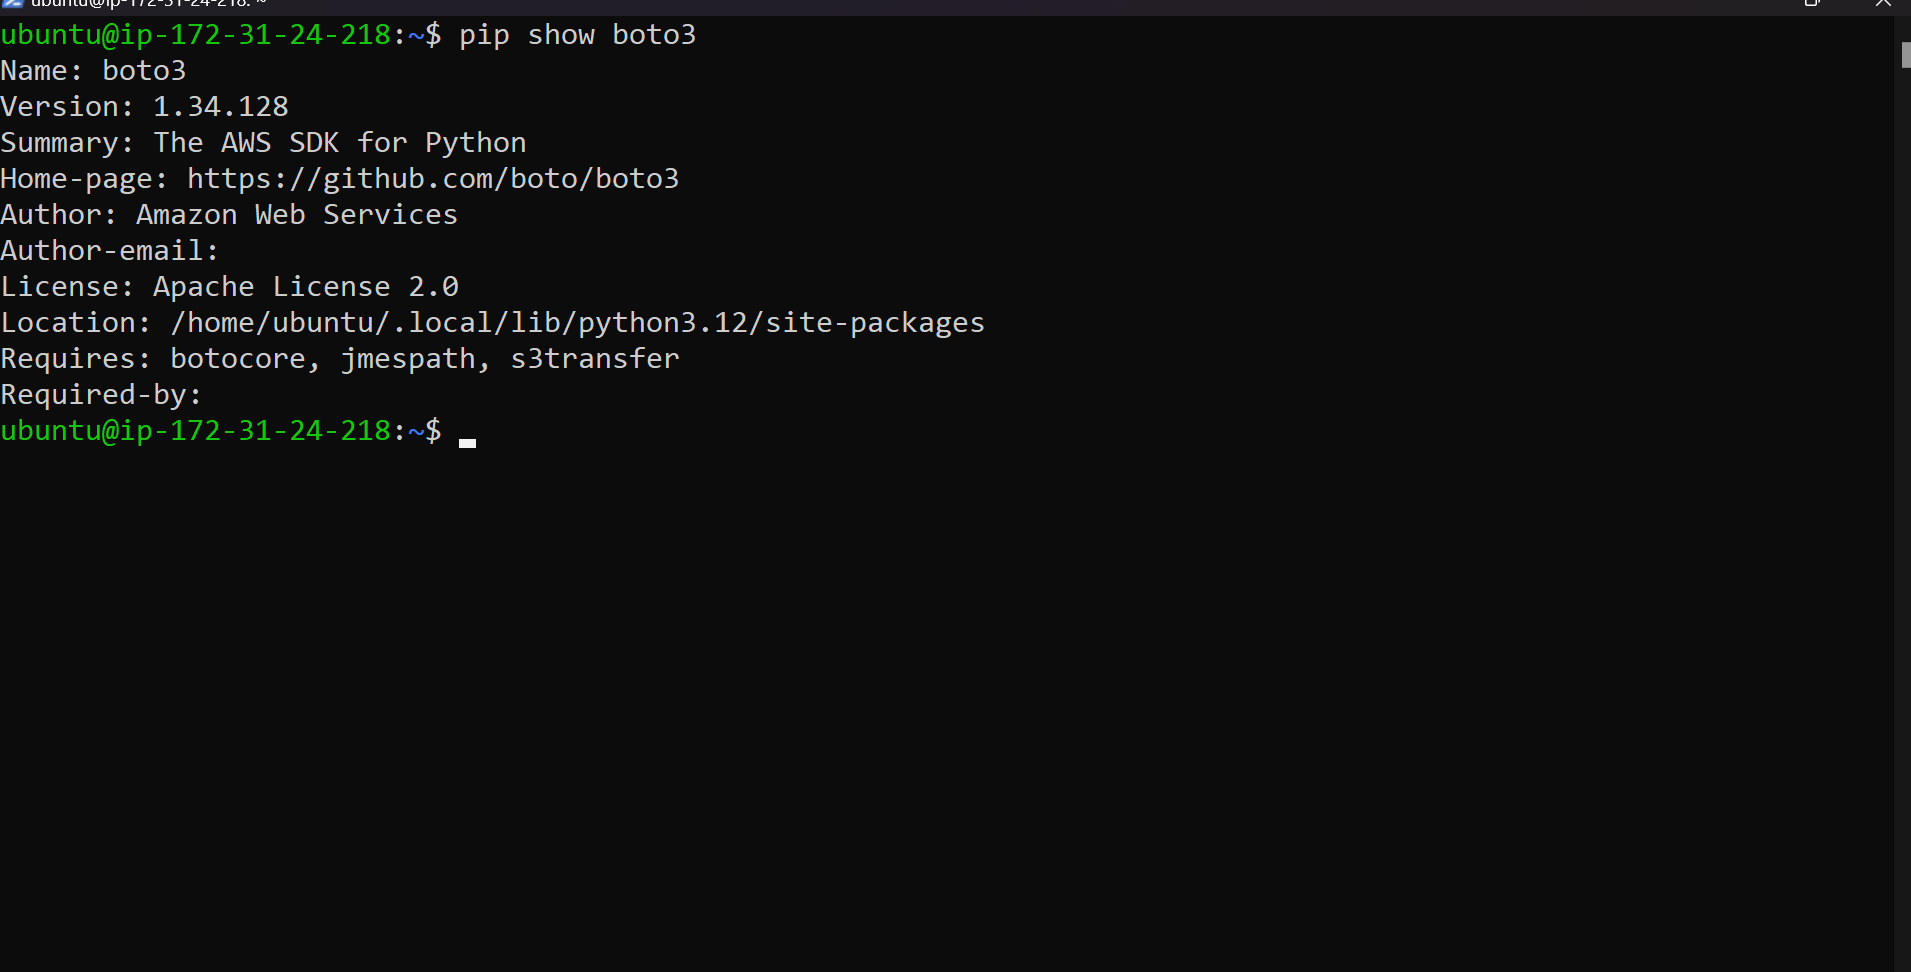 ubuntu@ip-172-31-24-218: ~
ubuntu@ip-172-31-24-218:~$ pip show boto3
Name: boto3
Version: 1.34.128
Summary: The AWS SDK for Python
Home-page: https://github.com/boto/boto3
Author: Amazon Web Services
Author-email:
License: Apache License 2.0
Location: /home/ubuntu/.local/lib/python3.12/site-packages
Requires: botocore, jmespath, s3transfer
Required-by:
ubuntu@ip-172-31-24-218:~$